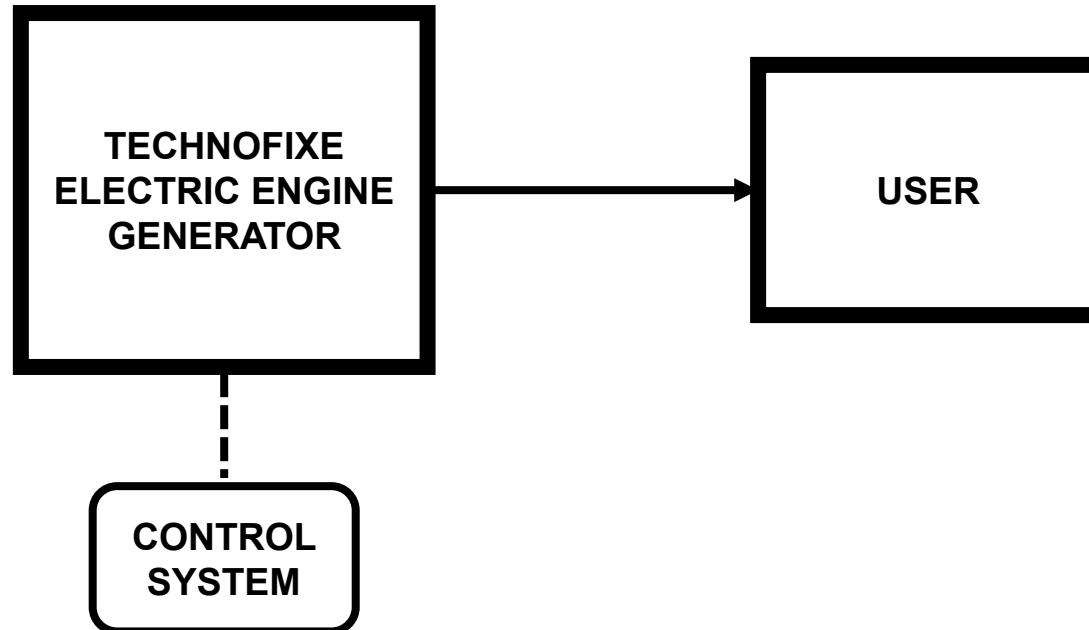 TECHNOFIXE
ELECTRIC ENGINE
GENERATOR
USER
CONTROL
SYSTEM